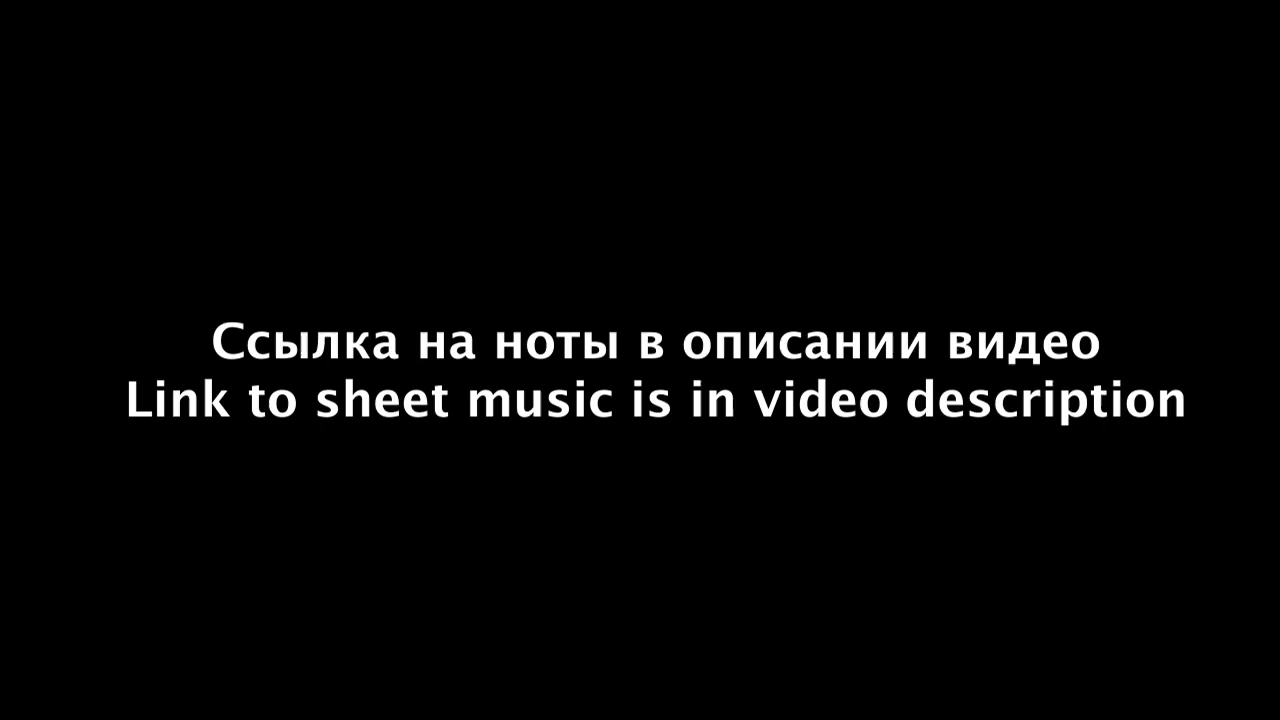 Ссылка на ноты в описании видео
Link to sheet music is in video description